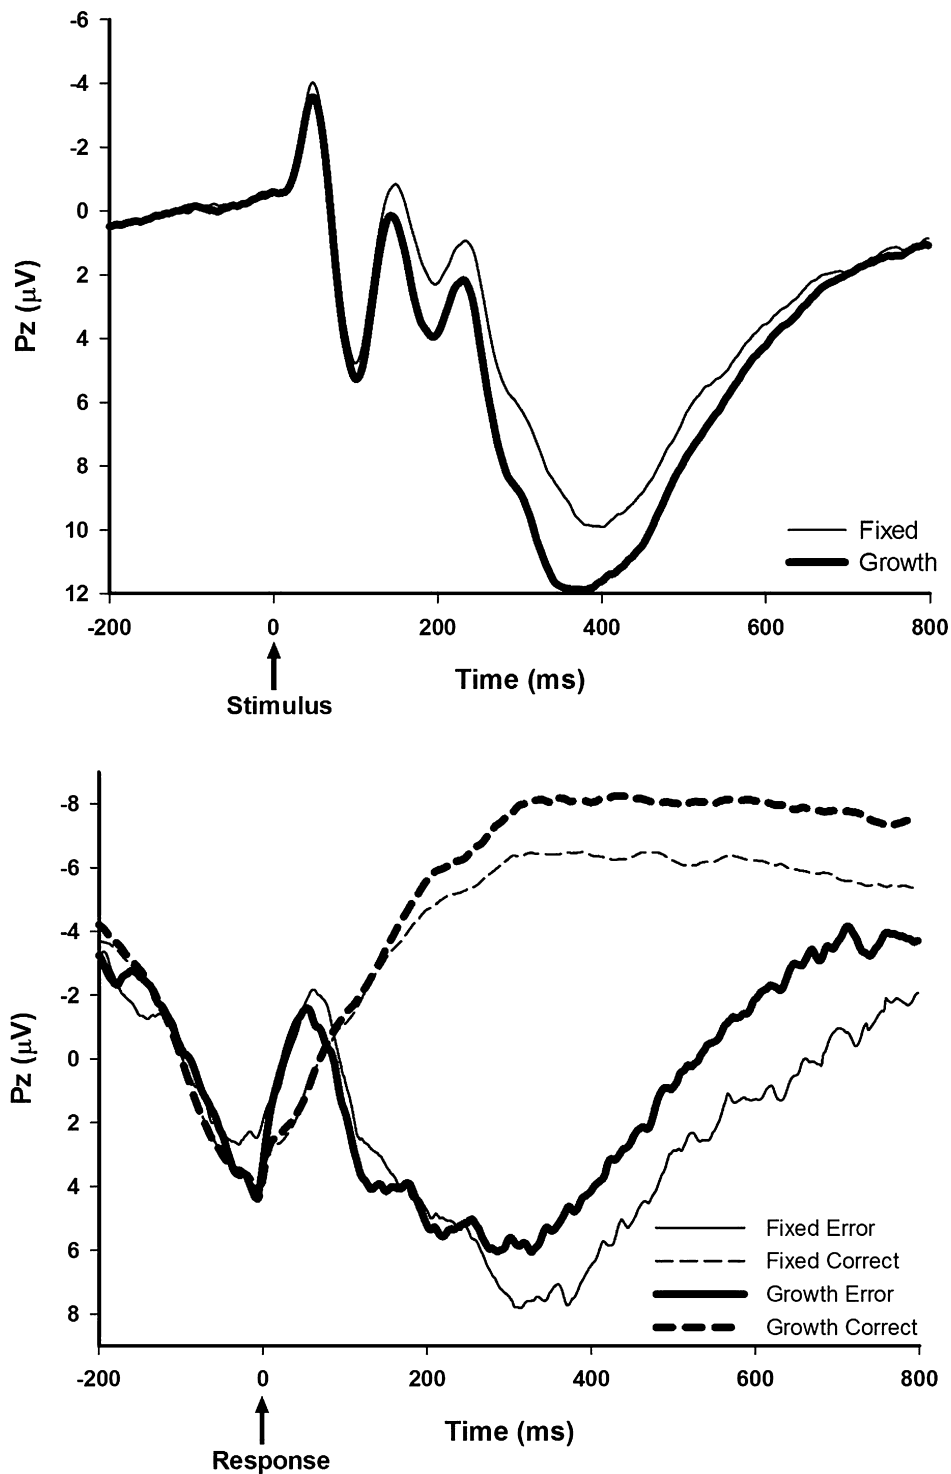 -6
-4
-2
0
2
4
6
8
10
12
Pz (μV)
Fixed
Growth
-200 0 200 400 600 800
Time (ms)
Stimulus
-8
-6
-4
-2
0
2
4
6
8
Pz (μV)
Fixed Error
Fixed Correct
Growth Error
Growth Correct
-200 0 200 400 600 800
Time (ms)
Response